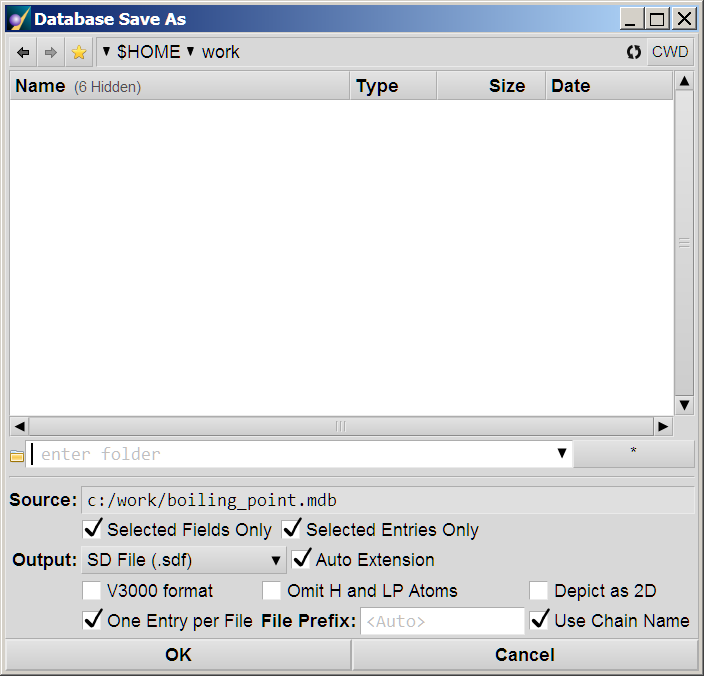 Database Save As
$HOME work CWD
Name (6 Hidden) Type Size Date
enter folder *
Source: c:/work/boiling_point.mdb
Selected Fields Only Selected Entries Only
Output: SD File (.sdf) Auto Extension
V3000 format Omit H and LP Atoms Depict as 2D
One Entry per File File Prefix: <Auto> Use Chain Name
OK Cancel